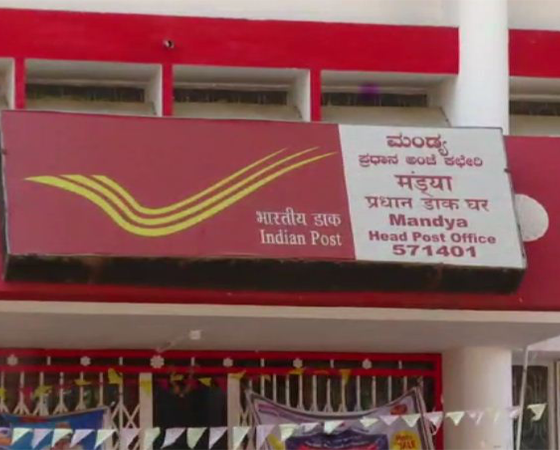 भारतीय डाक
Indian Post
ಮಂಡ್ಯ
ಪ್ರಧಾನ ಅಂಚೆ ಕಛೇರಿ
मंड्या
प्रधान डाक घर
Mandya
Head Post Office
571401